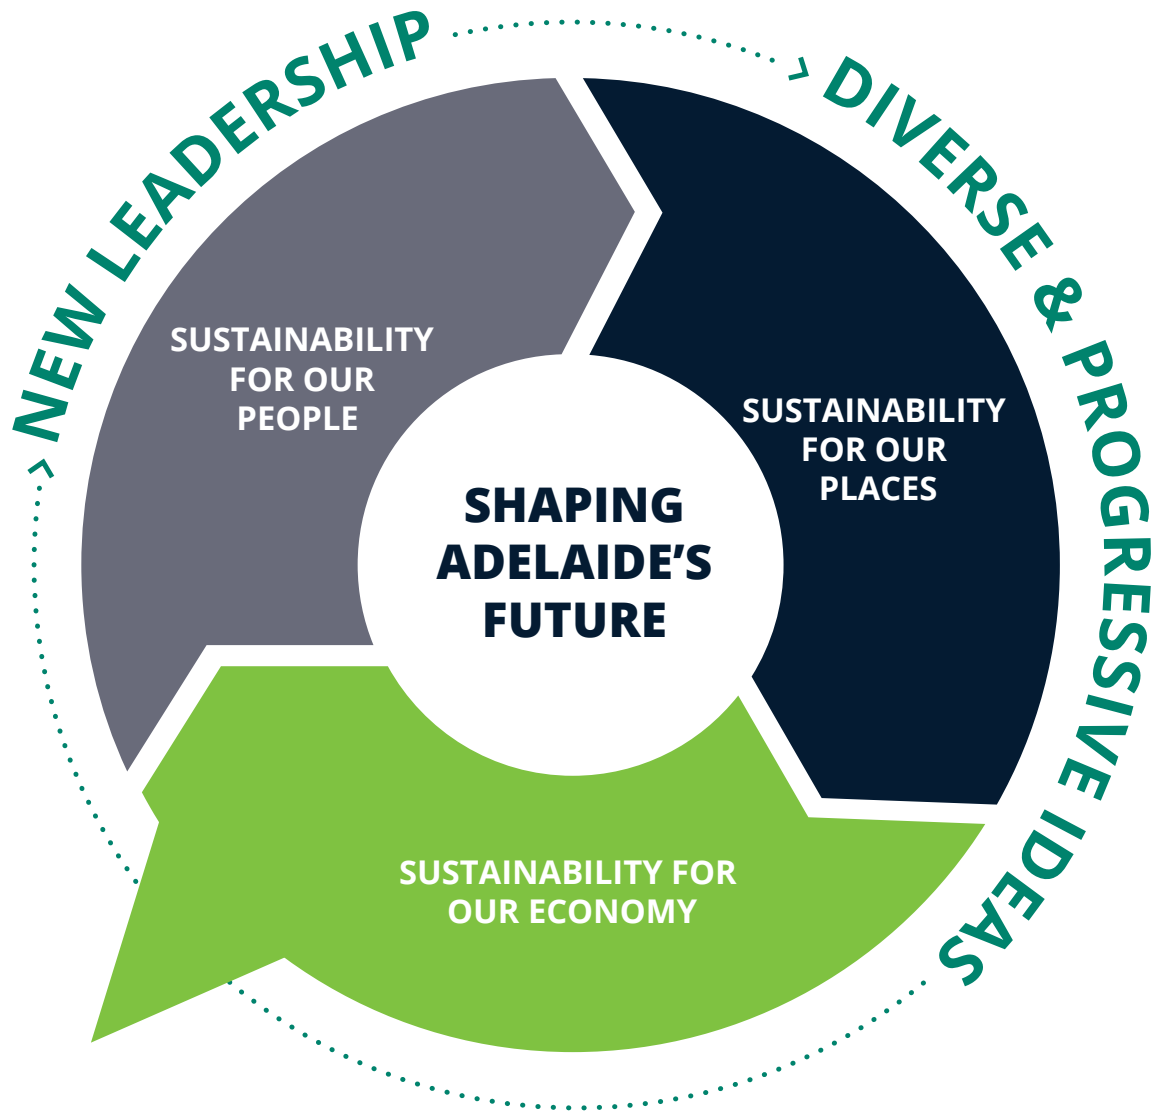 NEW LEADERSHIP
DIVERSE & PROGRESSIVE IDEAS
SUSTAINABILITY
FOR OUR
PEOPLE
SUSTAINABILITY
FOR OUR
PLACES
SHAPING
ADELAIDE’S
FUTURE
SUSTAINABILITY FOR
OUR ECONOMY